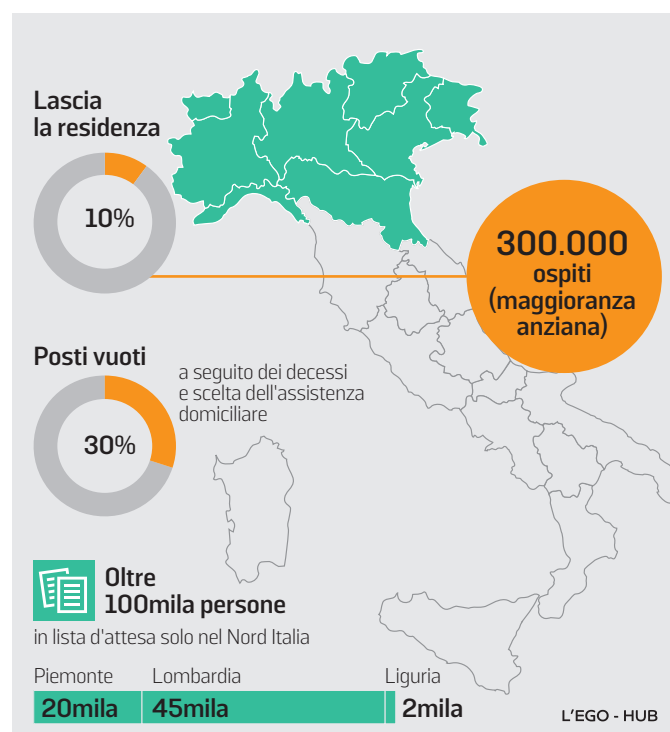 Lascia
la residenza
10%
300.000
ospiti
(maggioranza
anziana)
Posti vuoti
30%
a seguito dei decessi
e scelta dell'assistenza
domiciliare
Oltre
100mila persone
in lista d'attesa solo nel Nord Italia
Piemonte Lombardia Liguria
20mila 45mila 2mila
L'EGO - HUB